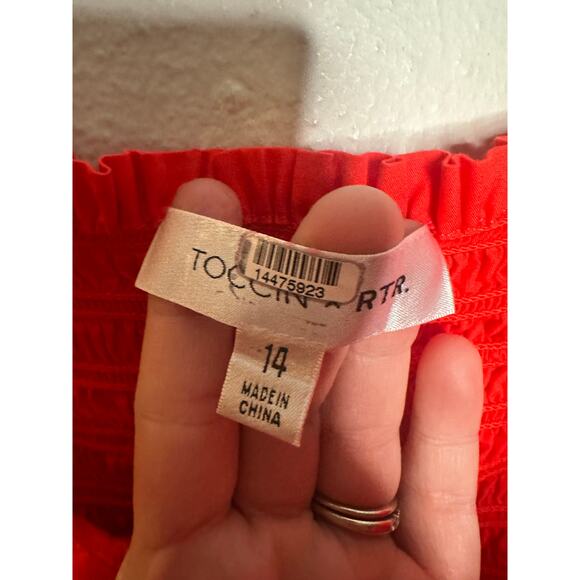 TOCCIN X RTR.
14475923
14
MADE IN
CHINA